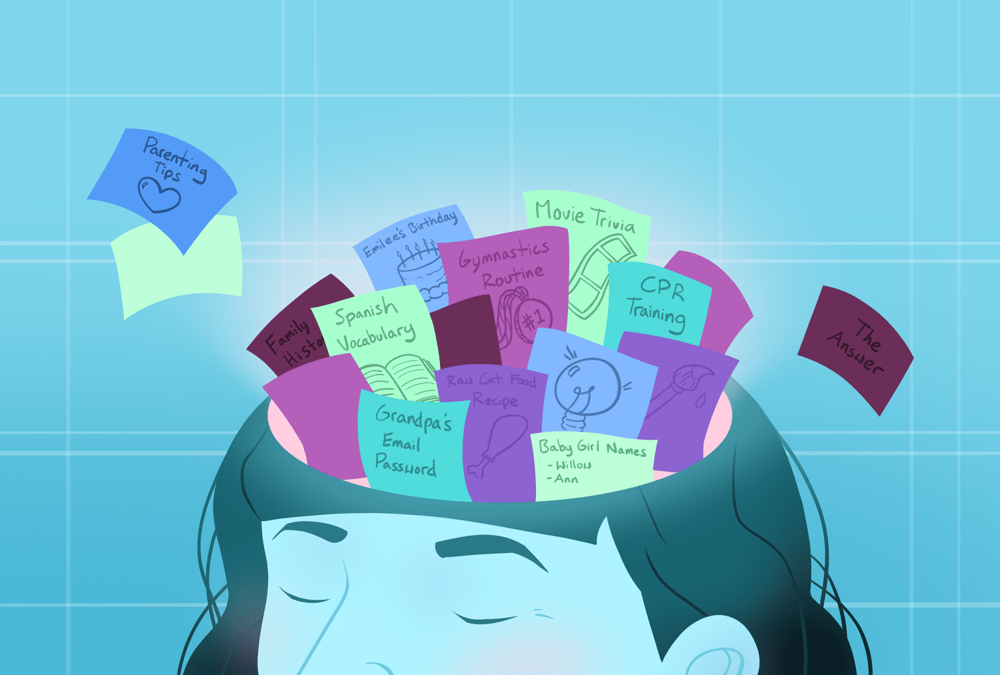 Parenting
Tips
Emilee's Birthday
Movie Trivia
Gymnastics
Routine
#1
CPR
Training
Family
Histo
Spanish
Vocabulary
The
Answer
Raw Cat Food
Recipe
Grandpa's
Email
Password
Baby Girl Names
- Willow
- Ann